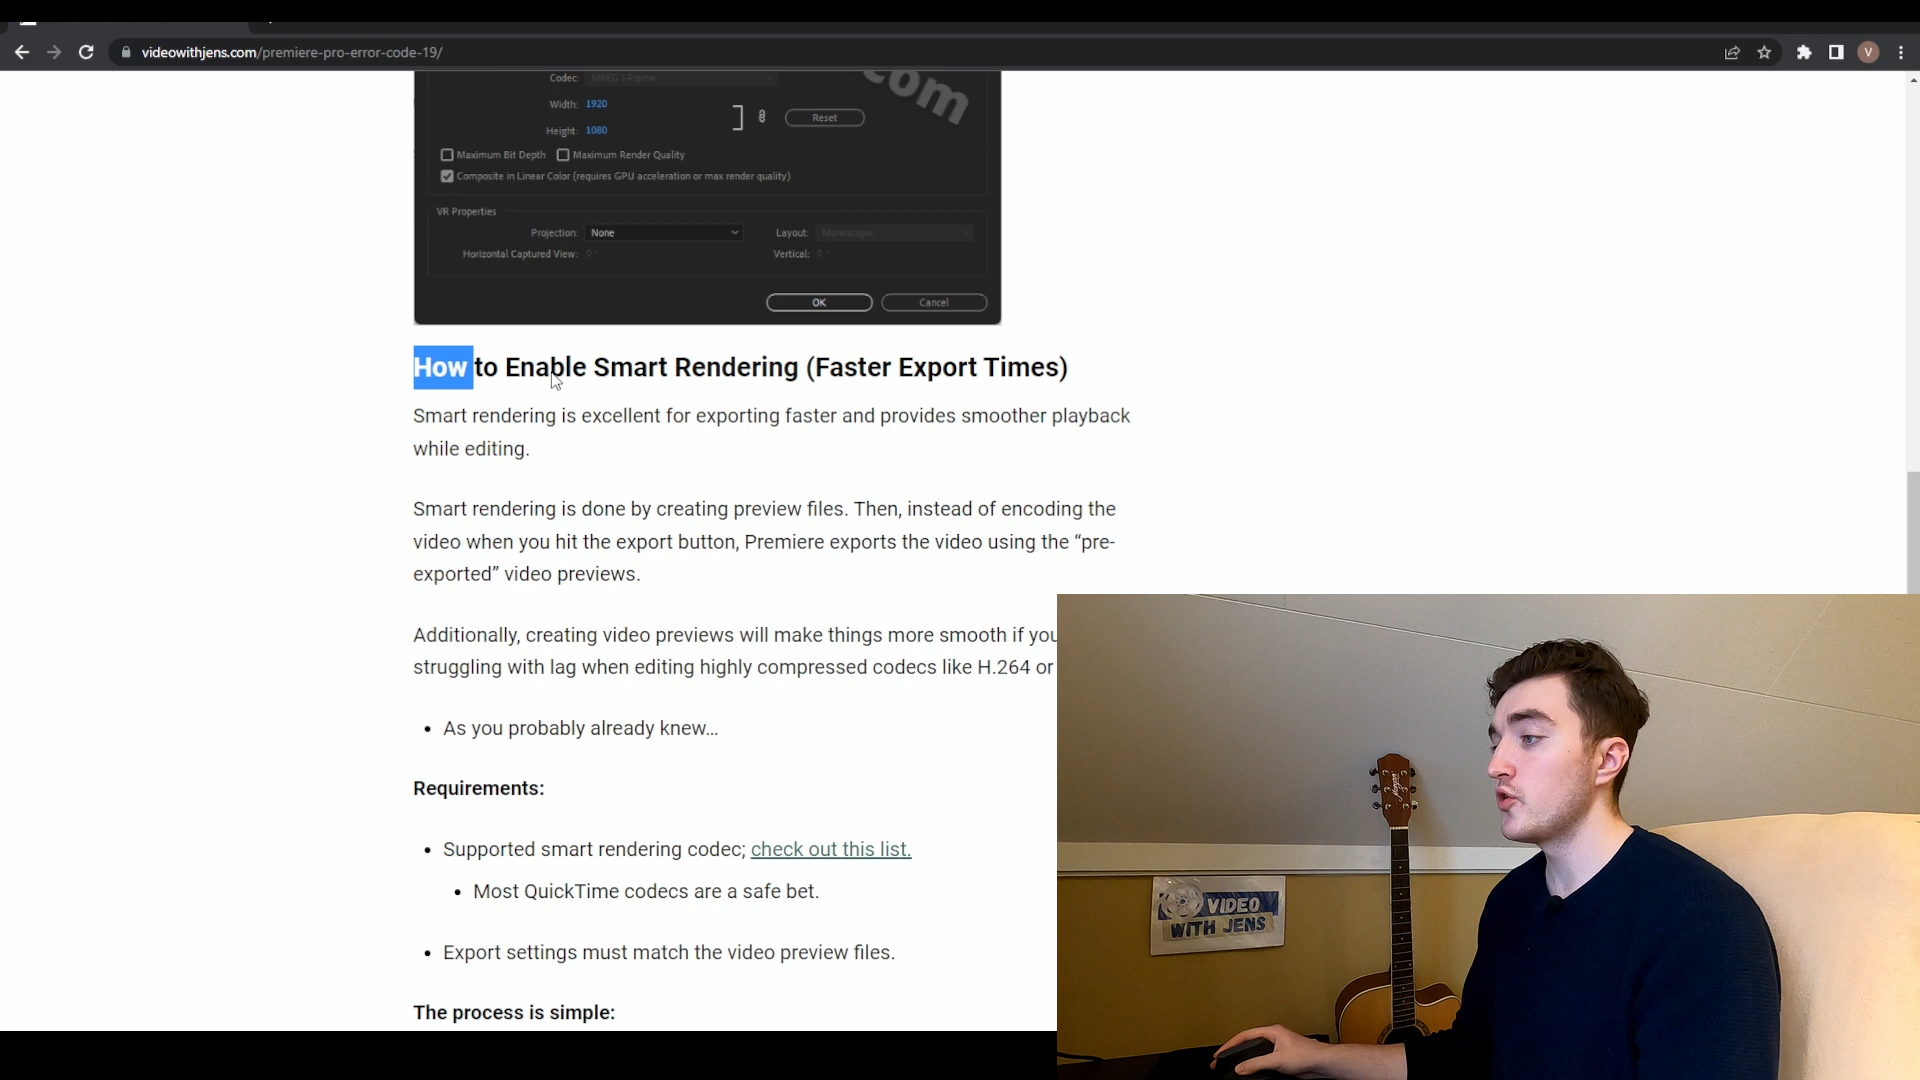 videowithjens.com/premiere-pro-error-code-19/
V
com
Codec: MPEG I-Frame
Width: 1920
Reset
Height: 1080
Maximum Bit Depth Maximum Render Quality
Composite in Linear Color (requires GPU acceleration or max render quality)
VR Properties
Projection: None Layout: Monoscopic
Horizontal Captured View: 0° Vertical: 0°
OK Cancel
How to Enable Smart Rendering (Faster Export Times)
Smart rendering is excellent for exporting faster and provides smoother playback
while editing.
Smart rendering is done by creating preview files. Then, instead of encoding the
video when you hit the export button, Premiere exports the video using the “pre-
exported” video previews.
Additionally, creating video previews will make things more smooth if you
struggling with lag when editing highly compressed codecs like H.264 or
• As you probably already knew…
Requirements:
• Supported smart rendering codec; check out this list.
• Most QuickTime codecs are a safe bet.
• Export settings must match the video preview files.
The process is simple:
Morgan
VIDEO
WITH JENS